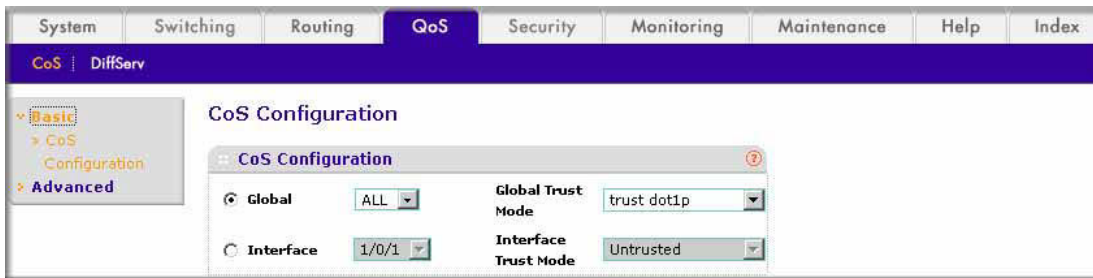 System Switching Routing QoS Security Monitoring Maintenance Help Index
CoS | DiffServ
Basic
CoS
Configuration
Advanced
CoS Configuration
CoS Configuration ?
Global ALL Global Trust Mode trust dot1p
Interface 1/0/1 Interface Trust Mode Untrusted